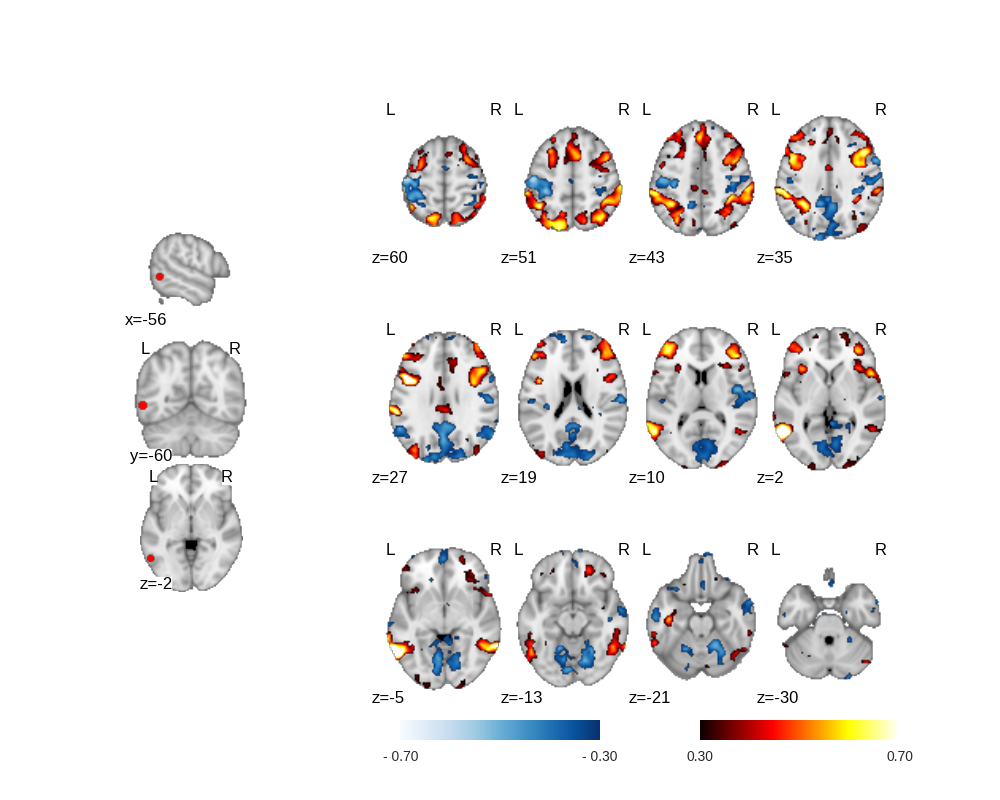 L R L R L R L R
z=60 z=51 z=43 z=35
x=-56
L R
y=-60
L R
z=-2
L R L R L R L R
z=27 z=19 z=10 z=2
L R L R L R L R
z=-5 z=-13 z=-21 z=-30
- 0.70 - 0.30 0.30 0.70